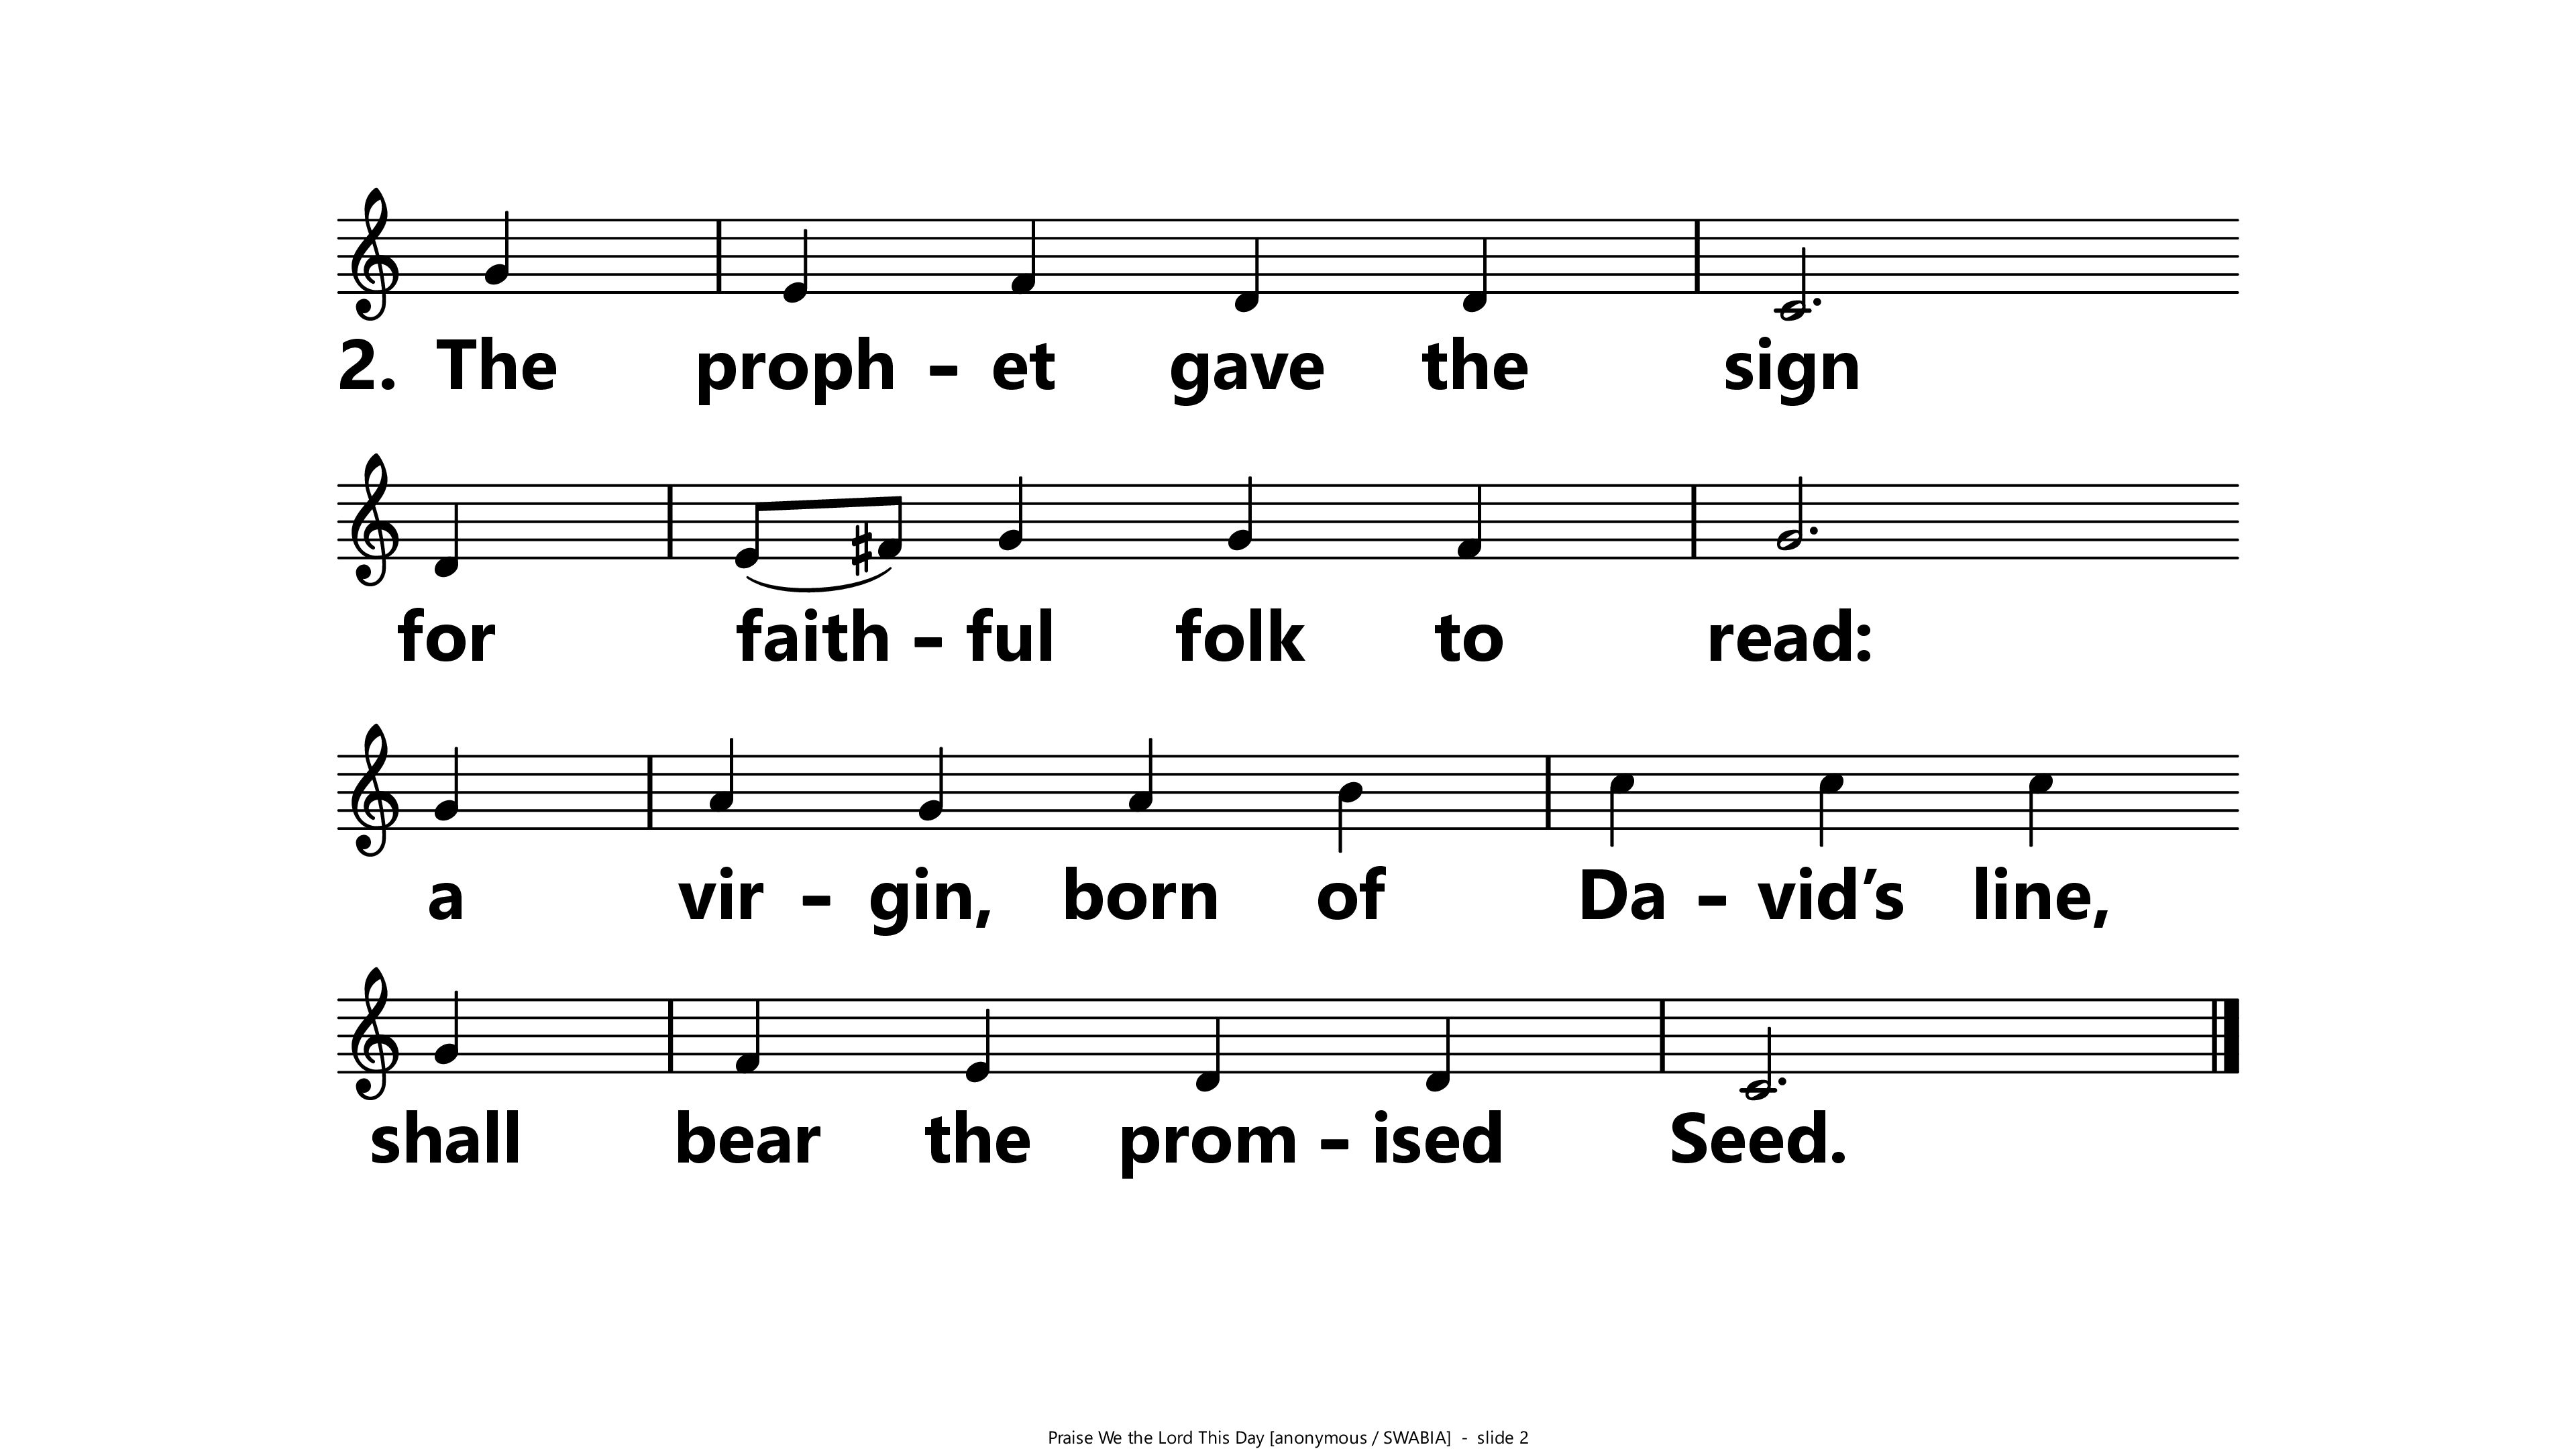 2. The proph - et gave the sign
for faith - ful folk to read:
a vir - gin, born of Da - vid’s line,
shall bear the prom - ised Seed.
Praise We the Lord This Day [anonymous / SWABIA] - slide 2